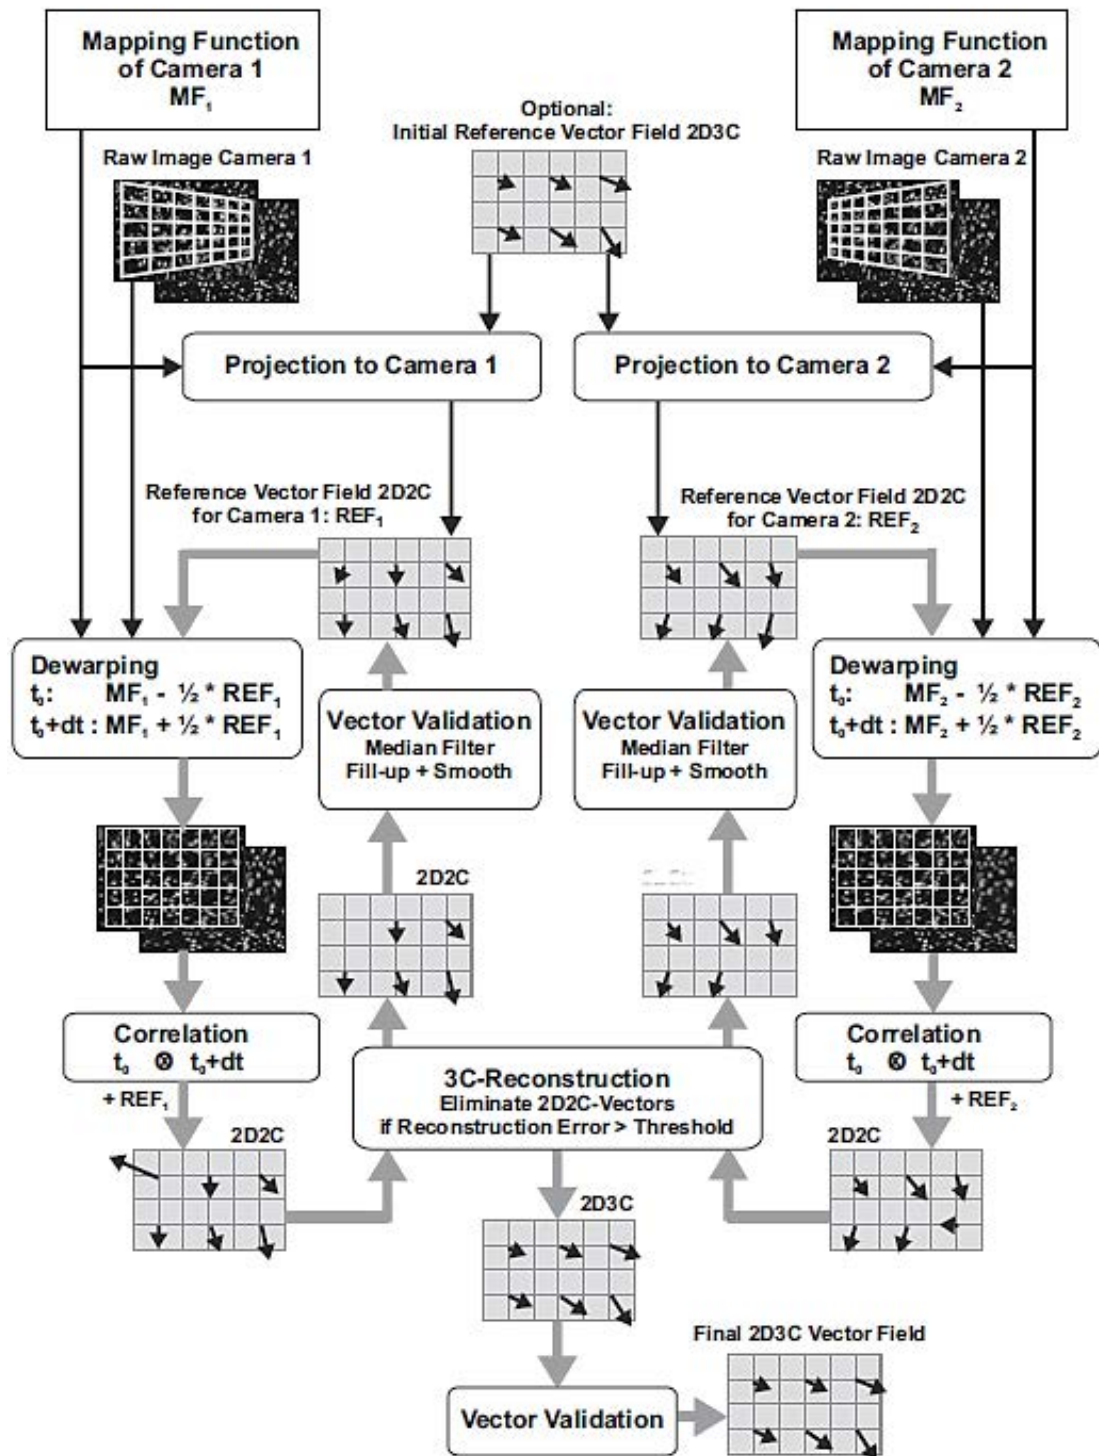 Mapping Function
of Camera 1
MF₁
Mapping Function
of Camera 2
MF₂
Optional:
Initial Reference Vector Field 2D3C
Raw Image Camera 1
Raw Image Camera 2
Projection to Camera 1
Projection to Camera 2
Reference Vector Field 2D2C
for Camera 1: REF₁
Reference Vector Field 2D2C
for Camera 2: REF₂
Dewarping
t₀: MF₁ - ½ * REF₁
t₀+dt : MF₁ + ½ * REF₁
Vector Validation
Median Filter
Fill-up + Smooth
Vector Validation
Median Filter
Fill-up + Smooth
Dewarping
t₀: MF₂ - ½ * REF₂
t₀+dt : MF₂ + ½ * REF₂
2D2C
Correlation
t₀ ⊗ t₀+dt
+ REF₁
3C-Reconstruction
Eliminate 2D2C-Vectors
if Reconstruction Error > Threshold
Correlation
t₀ ⊗ t₀+dt
+ REF₂
2D2C
2D2C
2D3C
Final 2D3C Vector Field
Vector Validation